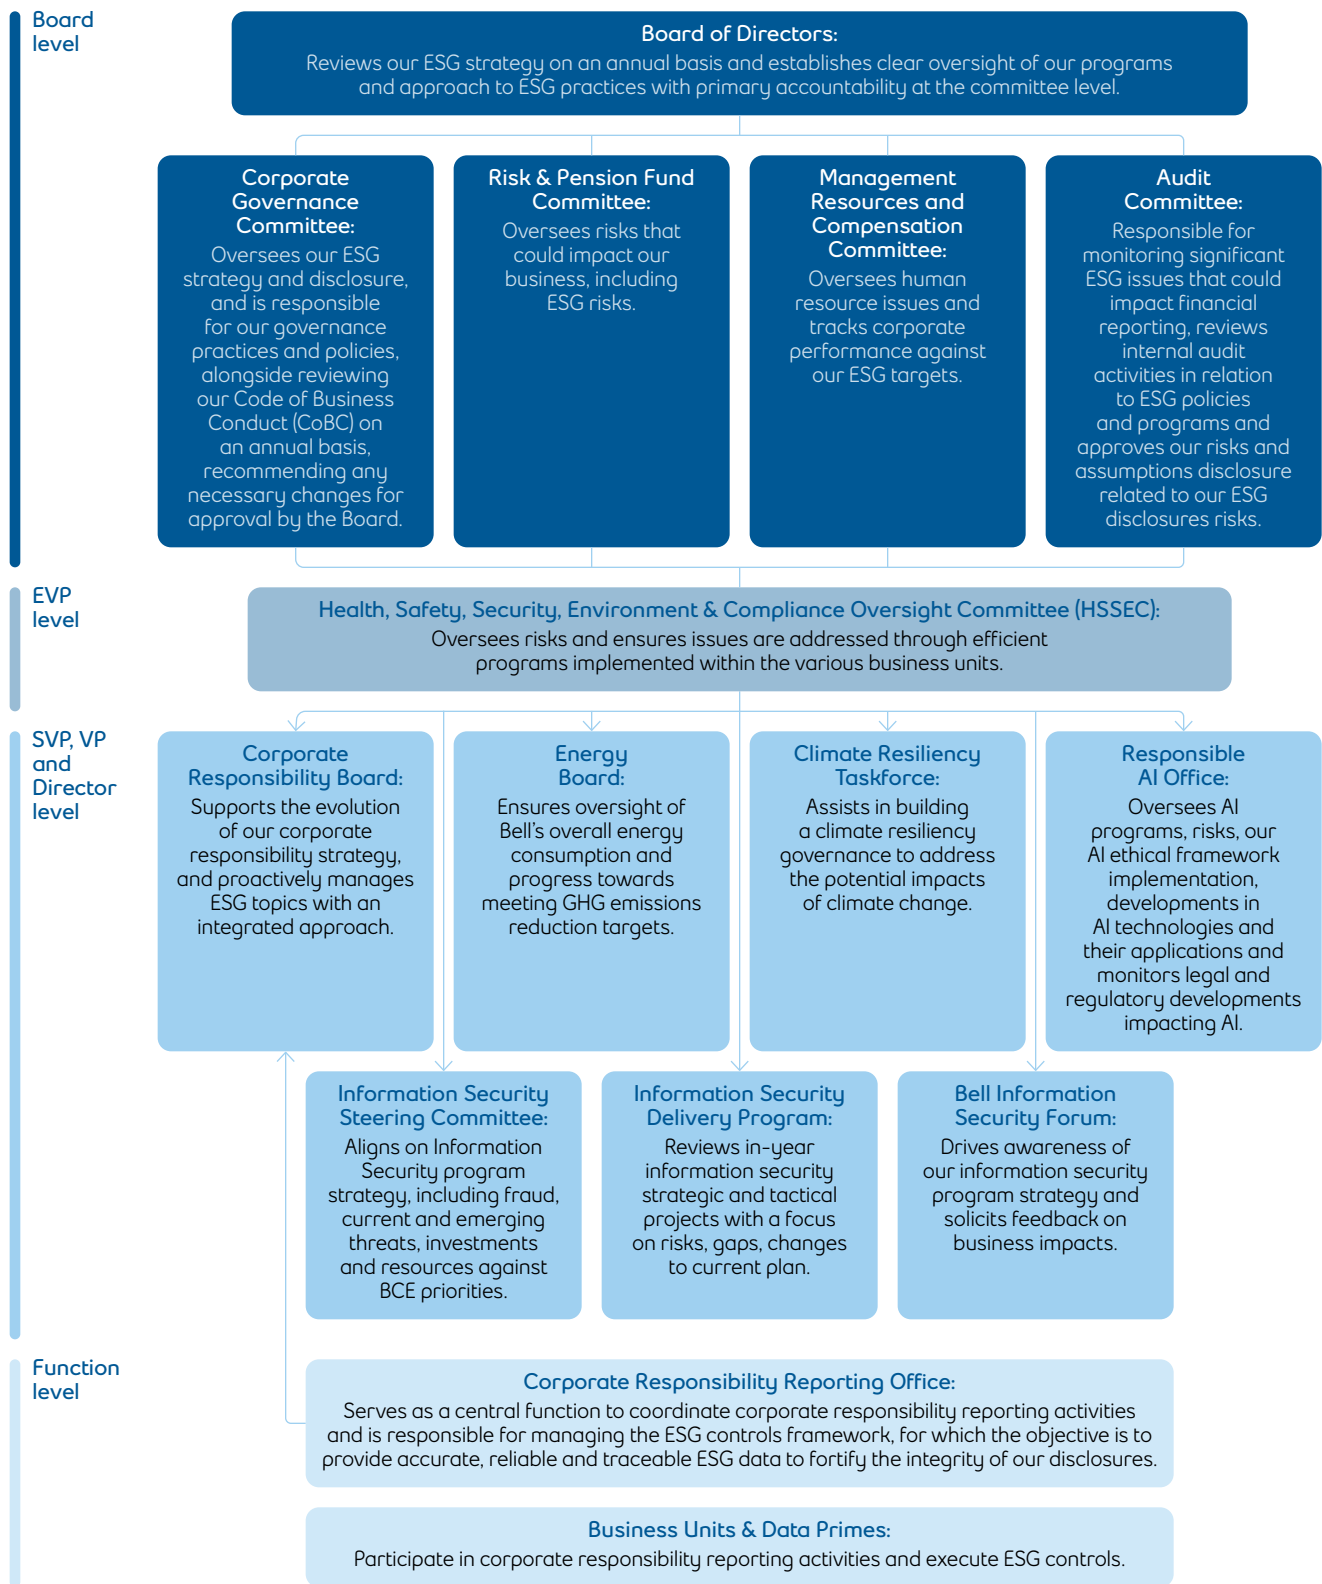 Board
level
Board of Directors:
Reviews our ESG strategy on an annual basis and establishes clear oversight of our programs
and approach to ESG practices with primary accountability at the committee level.
Corporate
Governance
Committee:
Oversees our ESG
strategy and disclosure,
and is responsible
for our governance
practices and policies,
alongside reviewing
our Code of Business
Conduct (CoBC) on
an annual basis,
recommending any
necessary changes for
approval by the Board.
Risk & Pension Fund
Committee:
Oversees risks that
could impact our
business, including
ESG risks.
Management
Resources and
Compensation
Committee:
Oversees human
resource issues and
tracks corporate
performance against
our ESG targets.
Audit
Committee:
Responsible for
monitoring significant
ESG issues that could
impact financial
reporting, reviews
internal audit
activities in relation
to ESG policies
and programs and
approves our risks and
assumptions disclosure
related to our ESG
disclosures risks.
EVP
level
Health, Safety, Security, Environment & Compliance Oversight Committee (HSSEC):
Oversees risks and ensures issues are addressed through efficient
programs implemented within the various business units.
SVP, VP
and
Director
level
Corporate
Responsibility Board:
Supports the evolution
of our corporate
responsibility strategy,
and proactively manages
ESG topics with an
integrated approach.
Energy
Board:
Ensures oversight of
Bell's overall energy
consumption and
progress towards
meeting GHG emissions
reduction targets.
Climate Resiliency
Taskforce:
Assists in building
a climate resiliency
governance to address
the potential impacts
of climate change.
Responsible
AI Office:
Oversees AI
programs, risks, our
AI ethical framework
implementation,
developments in
AI technologies and
their applications and
monitors legal and
regulatory developments
impacting AI.
Information Security
Steering Committee:
Aligns on Information
Security program
strategy, including fraud,
current and emerging
threats, investments
and resources against
BCE priorities.
Information Security
Delivery Program:
Reviews in-year
information security
strategic and tactical
projects with a focus
on risks, gaps, changes
to current plan.
Bell Information
Security Forum:
Drives awareness of
our information security
program strategy and
solicits feedback on
business impacts.
Function
level
Corporate Responsibility Reporting Office:
Serves as a central function to coordinate corporate responsibility reporting activities
and is responsible for managing the ESG controls framework, for which the objective is to
provide accurate, reliable and traceable ESG data to fortify the integrity of our disclosures.
Business Units & Data Primes:
Participate in corporate responsibility reporting activities and execute ESG controls.